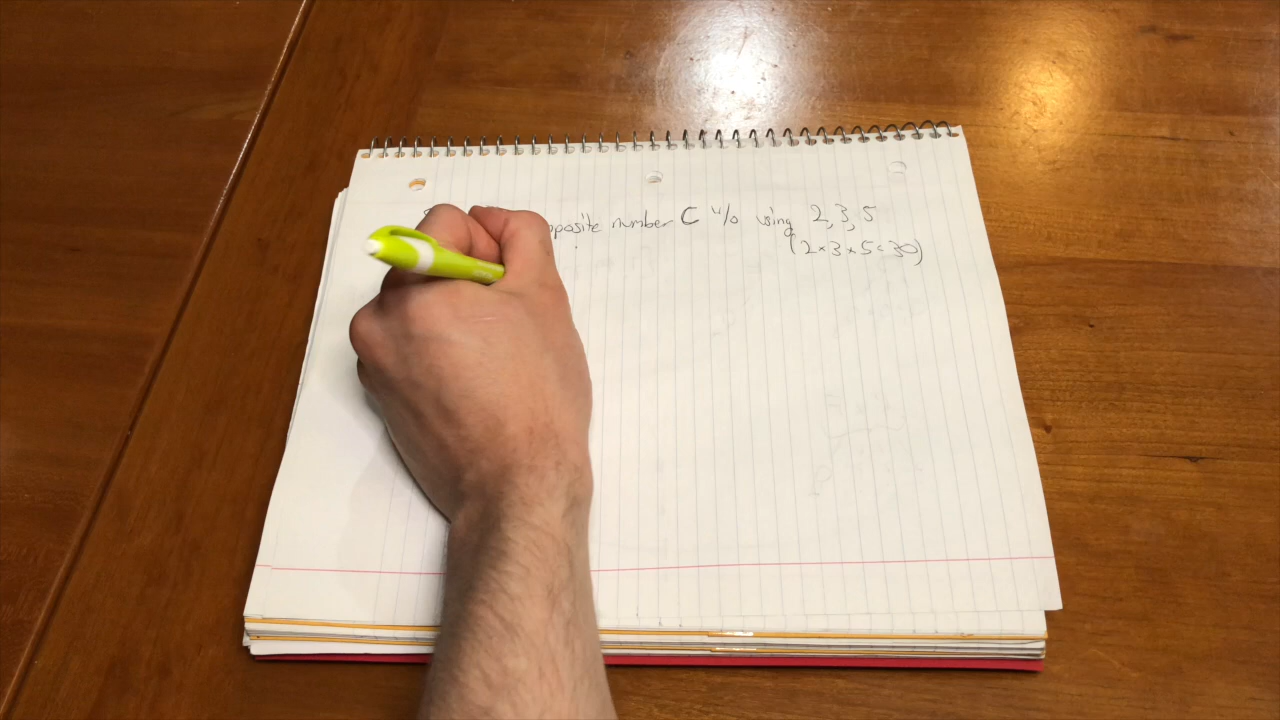 posite number C w/o using 2, 3, 5
(2×3×5=30)